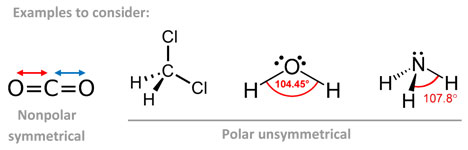 Examples to consider:
O=C=O
Nonpolar
symmetrical
Cl
C
Cl
H
H
O
H
H
104.45°
N
H
H
H
107.8°
Polar unsymmetrical